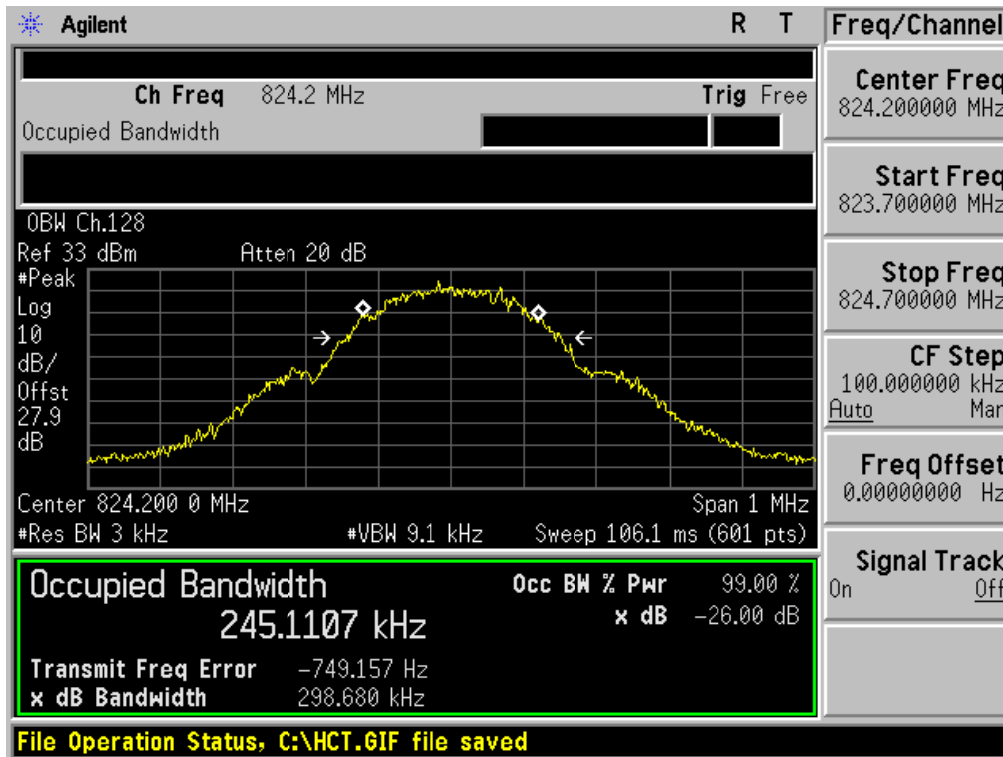 Agilent
R T
Freq/Channel
Ch Freq 824.2 MHz
Trig Free
Occupied Bandwidth
OBW Ch.128
Ref 33 dBm
Atten 20 dB
#Peak
Log
10
dB/
Offst
27.9
dB
Center 824.200 0 MHz
Span 1 MHz
#Res BW 3 kHz
#VBW 9.1 kHz
Sweep 106.1 ms (601 pts)
Occupied Bandwidth
245.1107 kHz
Occ BW % Pwr 99.00 %
x dB -26.00 dB
Transmit Freq Error -749.157 Hz
x dB Bandwidth 298.680 kHz
File Operation Status, C:\HCT.GIF file saved
Center Freq
824.200000 MHz
Start Freq
823.700000 MHz
Stop Freq
824.700000 MHz
CF Step
100.000000 kHz
Auto Man
Freq Offset
0.00000000 Hz
Signal Track
On Off